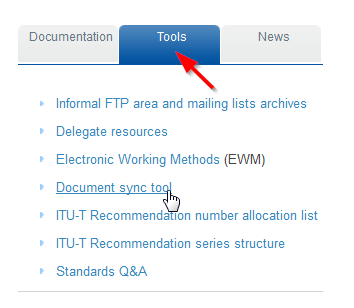 Documentation Tools News
Informal FTP area and mailing lists archives
Delegate resources
Electronic Working Methods (EWM)
Document sync tool
ITU-T Recommendation number allocation list
ITU-T Recommendation series structure
Standards Q&A